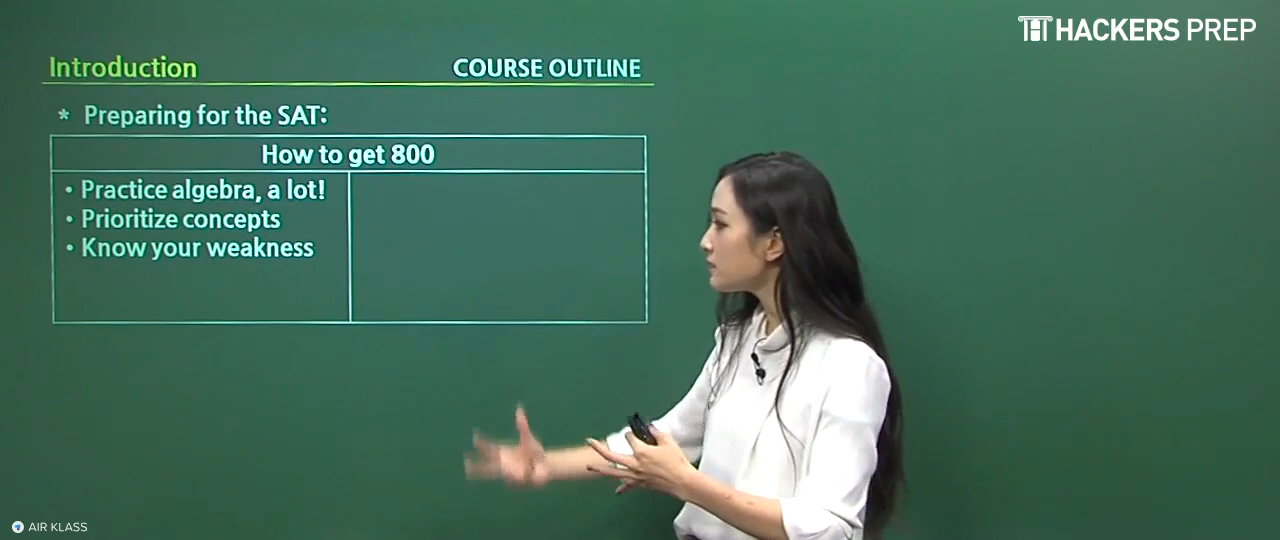 HACKERS PREP
Introduction
COURSE OUTLINE
* Preparing for the SAT:
How to get 800
• Practice algebra, a lot!
• Prioritize concepts
• Know your weakness
AIR KLASS